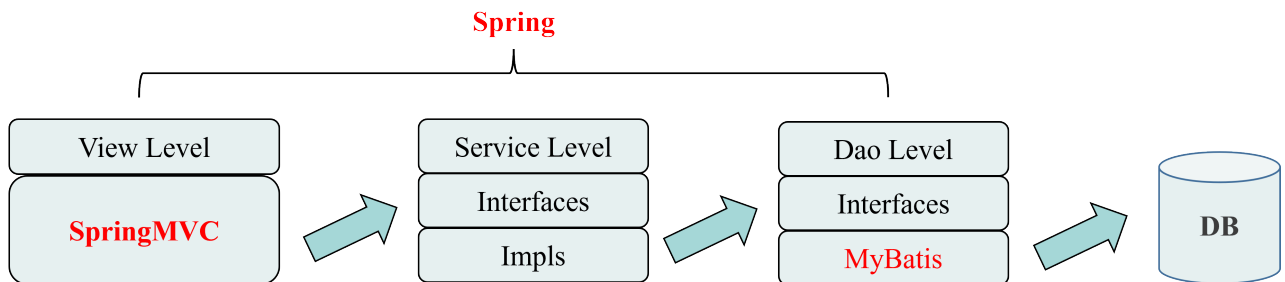 Spring
View Level
SpringMVC
Service Level
Interfaces
Impls
Dao Level
Interfaces
MyBatis
DB